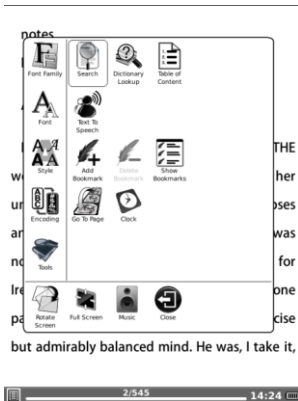 notes
Font Family
Search
Dictionary
Lookup
Table of
Content
Font
Text To
Speech
Style
Add
Bookmark
Delete
Bookmark
Show
Bookmarks
THE
her
Encoding
Go To Page
Clock
was
for
Tools
one
Rotate
Screen
Full Screen
Music
Close
but admirably balanced mind. He was, I take it,
2/545
14:24